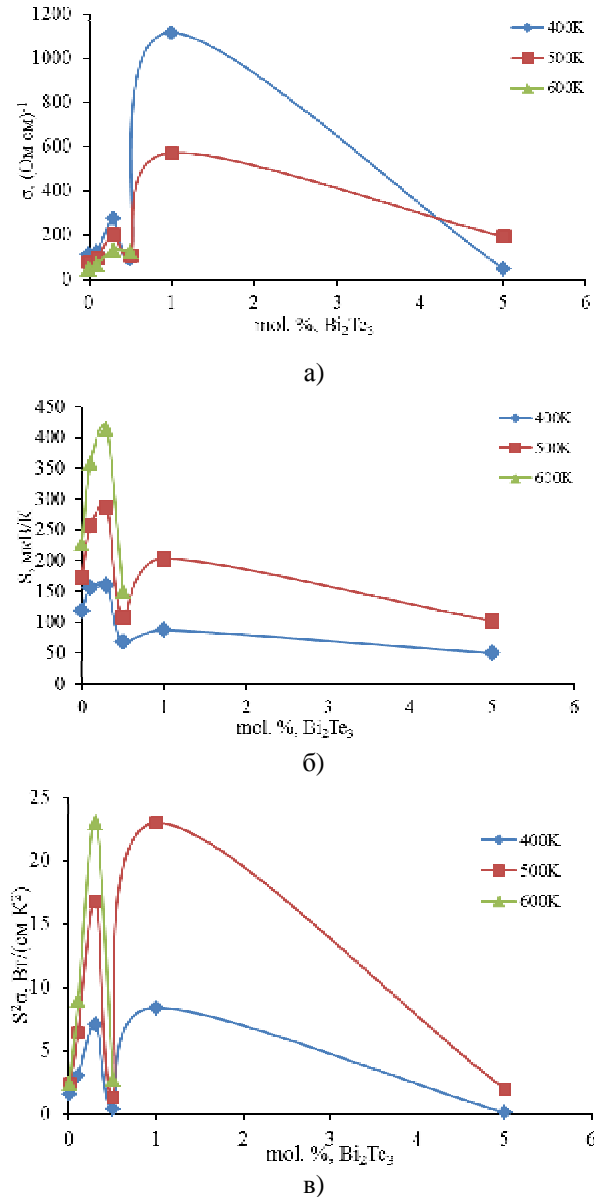 1200
1000
800
600
400
200
0
σ, (Ом см)⁻¹
400K
500K
600K
0 1 2 3 4 5 6
mol. %, Bi₂Te₃
а)
450
400
350
300
250
200
150
100
50
0
S, мкВ/К
400K
500K
600K
0 1 2 3 4 5 6
mol. %, Bi₂Te₃
б)
25
20
15
10
5
0
S²σ, Вт/(см К²)
400K
500K
600K
0 1 2 3 4 5 6
mol. %, Bi₂Te₃
в)